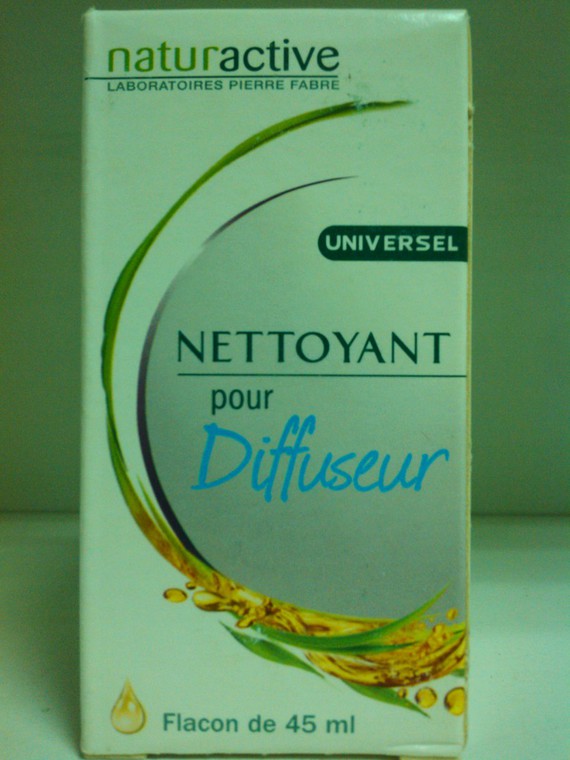 naturactive
LABORATOIRES PIERRE FABRE
UNIVERSEL
NETTOYANT
pour
Diffuseur
Flacon de 45 ml